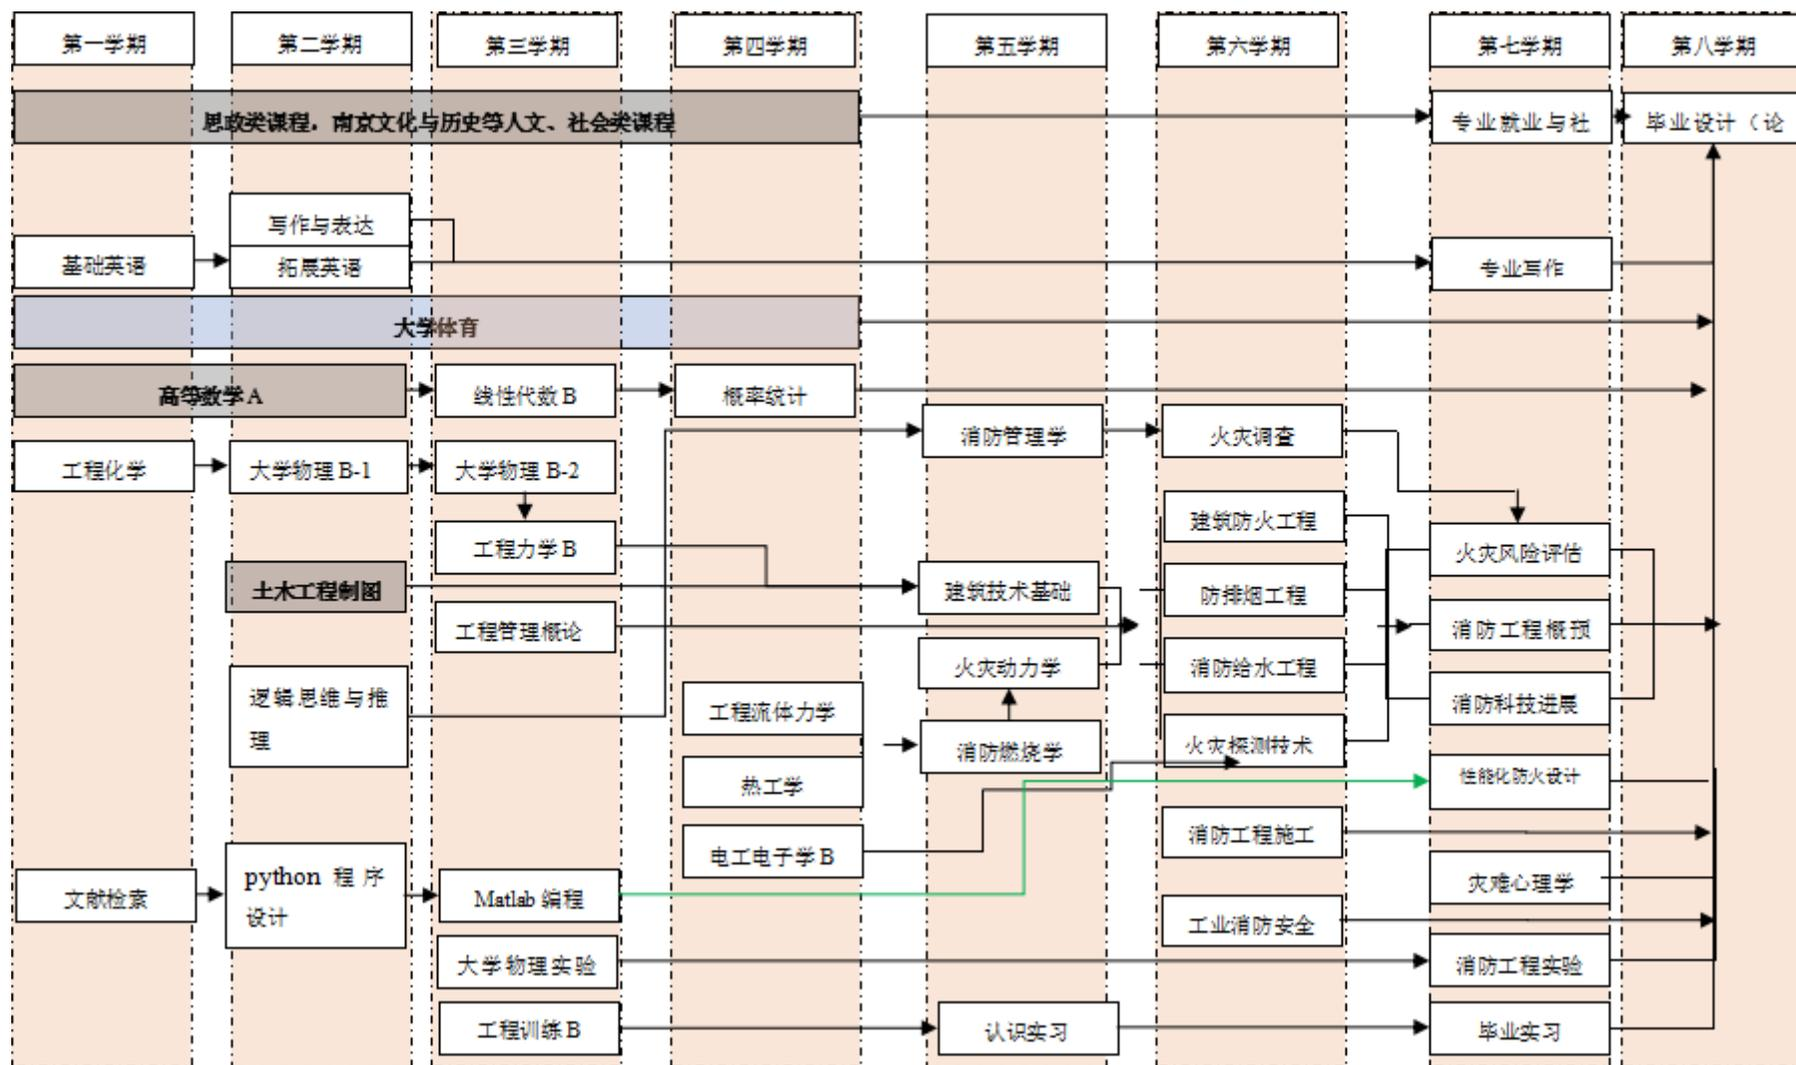 第一学期
第二学期
第三学期
第四学期
第五学期
第六学期
第七学期
第八学期
思政类课程，南京文化与历史等人文、社会类课程
专业就业与社
毕业设计（论
写作与表达
基础英语
拓展英语
专业写作
大学体育
高等数学 A
线性代数 B
概率统计
消防管理学
火灾调查
工程化学
大学物理 B-1
大学物理 B-2
建筑防火工程
工程力学 B
火灾风险评估
土木工程制图
建筑技术基础
防排烟工程
工程管理概论
消防工程概预
火灾动力学
消防给水工程
逻辑思维与推
理
工程流体力学
消防科技进展
消防燃烧学
火灾探测技术
热工学
性能化防火设计
消防工程施工
电工电子学 B
python 程序
设计
灾难心理学
文献检索
Matlab 编程
工业消防安全
大学物理实验
消防工程实验
工程训练 B
认识实习
毕业实习